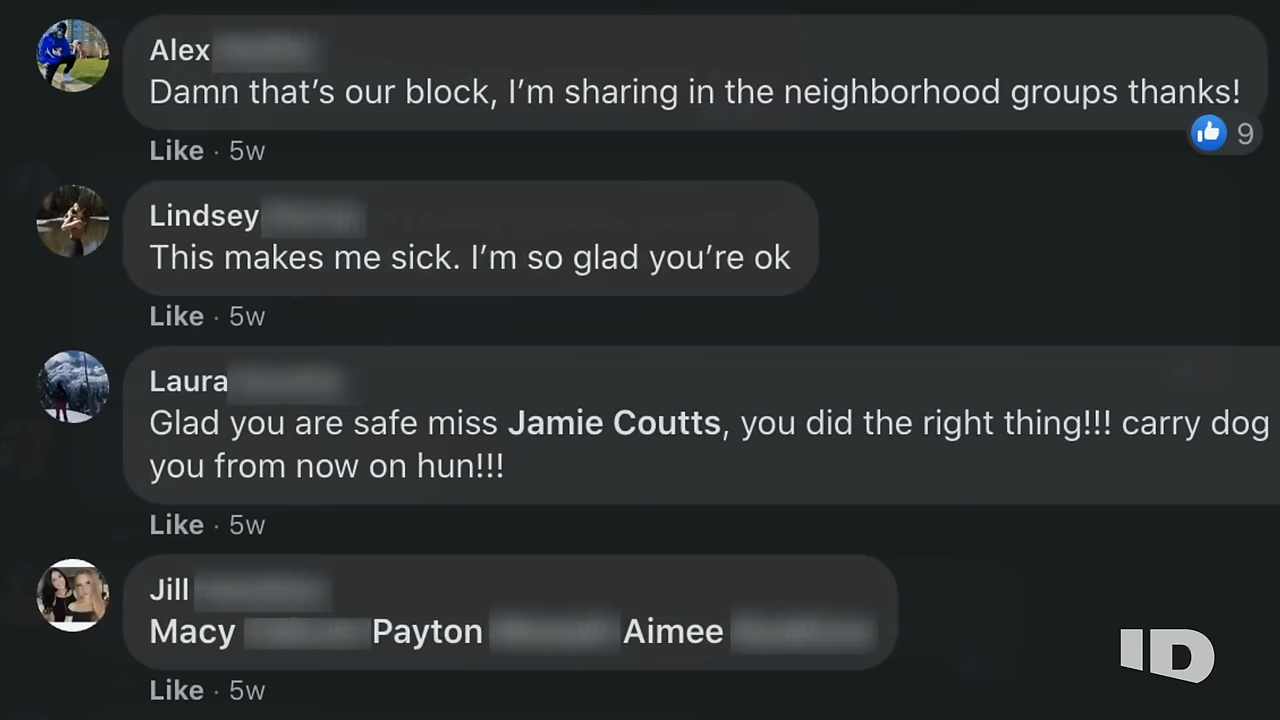 Alex
Damn that’s our block, I’m sharing in the neighborhood groups thanks!
9
Like · 5w
Lindsey
This makes me sick. I’m so glad you’re ok
Like · 5w
Laura
Glad you are safe miss Jamie Coutts, you did the right thing!!! carry dog
you from now on hun!!!
Like · 5w
Jill
Macy Payton Aimee
Like · 5w
ID